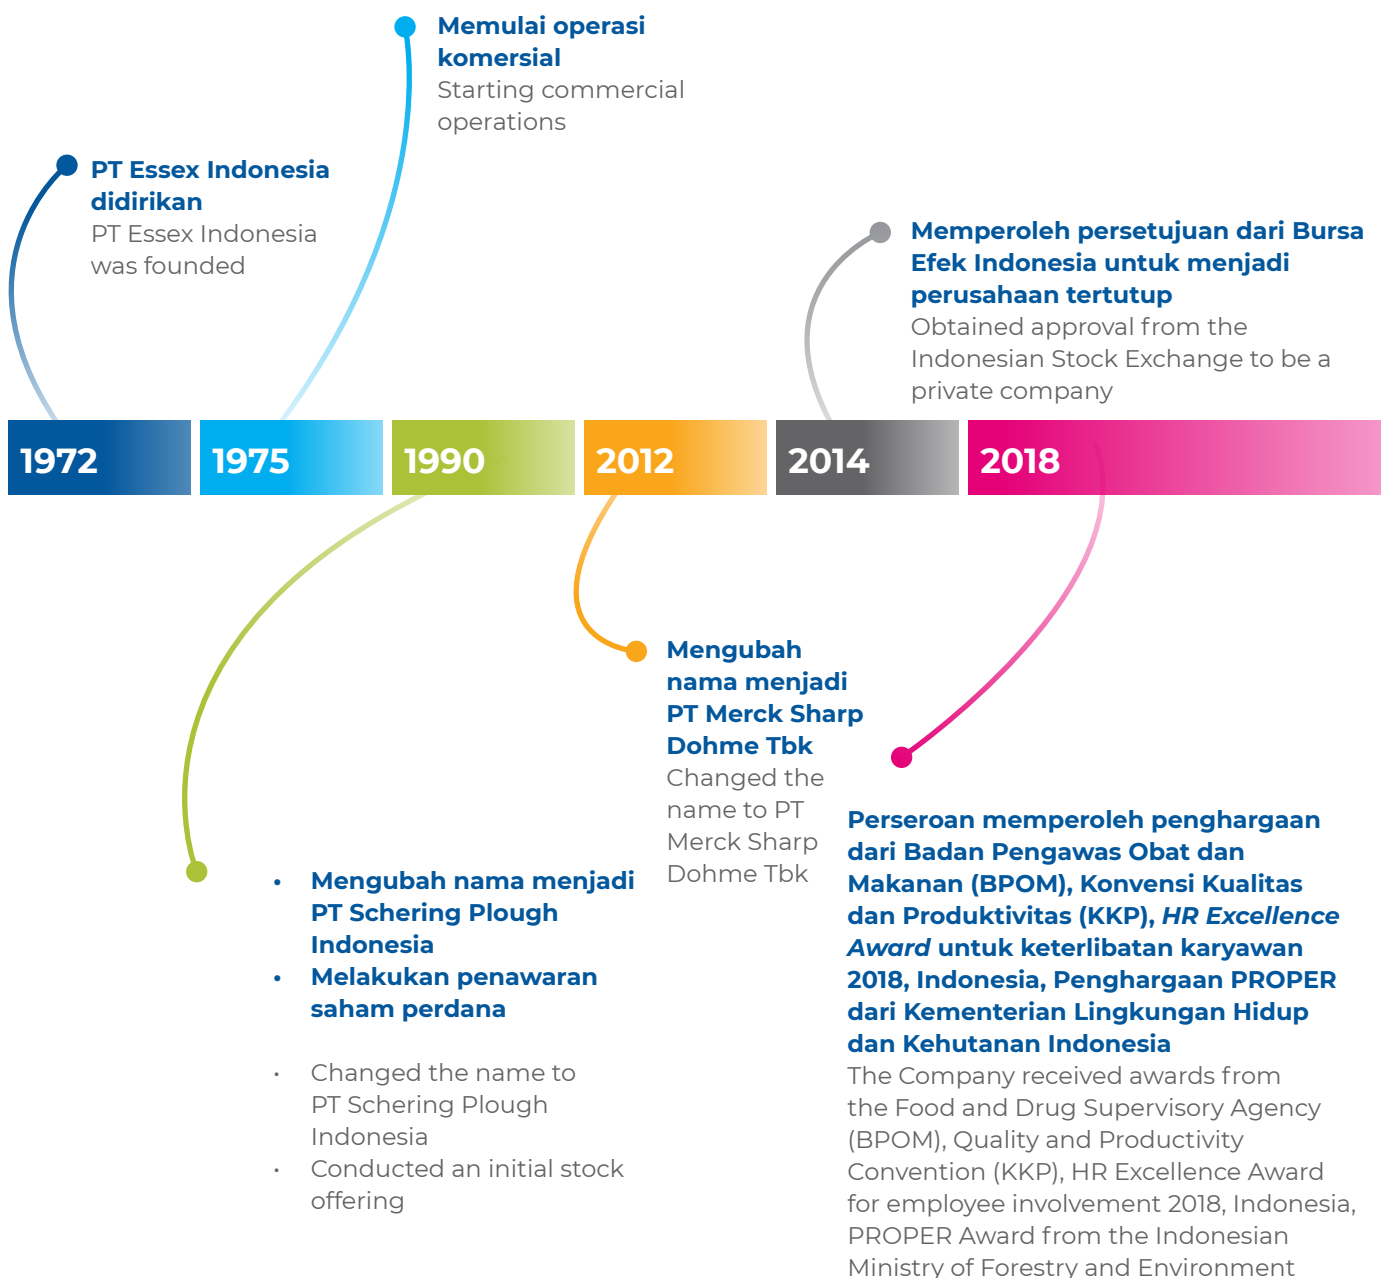 Memulai operasi
komersial
Starting commercial
operations
PT Essex Indonesia
didirikan
PT Essex Indonesia
was founded
Memperoleh persetujuan dari Bursa
Efek Indonesia untuk menjadi
perusahaan tertutup
Obtained approval from the
Indonesian Stock Exchange to be a
private company
1972
1975
1990
2012
2014
2018
Mengubah
nama menjadi
PT Merck Sharp
Dohme Tbk
Changed the
name to PT
Merck Sharp
Dohme Tbk
• Mengubah nama menjadi
PT Schering Plough
Indonesia
• Melakukan penawaran
saham perdana
• Changed the name to
PT Schering Plough
Indonesia
• Conducted an initial stock
offering
Perseroan memperoleh penghargaan
dari Badan Pengawas Obat dan
Makanan (BPOM), Konvensi Kualitas
dan Produktivitas (KKP), HR Excellence
Award untuk keterlibatan karyawan
2018, Indonesia, Penghargaan PROPER
dari Kementerian Lingkungan Hidup
dan Kehutanan Indonesia
The Company received awards from
the Food and Drug Supervisory Agency
(BPOM), Quality and Productivity
Convention (KKP), HR Excellence Award
for employee involvement 2018, Indonesia,
PROPER Award from the Indonesian
Ministry of Forestry and Environment